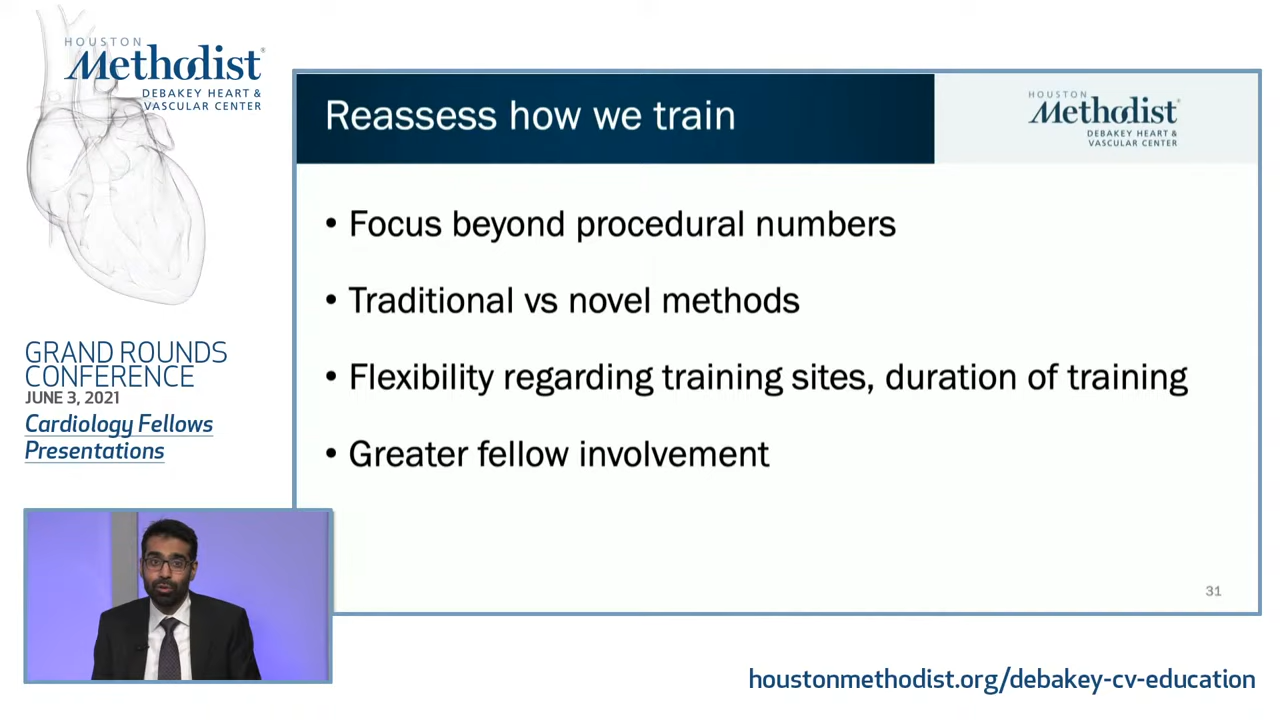 HOUSTON
Methodist®
DEBAKEY HEART &
VASCULAR CENTER
GRAND ROUNDS
CONFERENCE
JUNE 3, 2021
Cardiology Fellows
Presentations
Reassess how we train
HOUSTON
Methodist®
DEBAKEY HEART &
VASCULAR CENTER
• Focus beyond procedural numbers
• Traditional vs novel methods
• Flexibility regarding training sites, duration of training
• Greater fellow involvement
31
houstonmethodist.org/debakey-cv-education